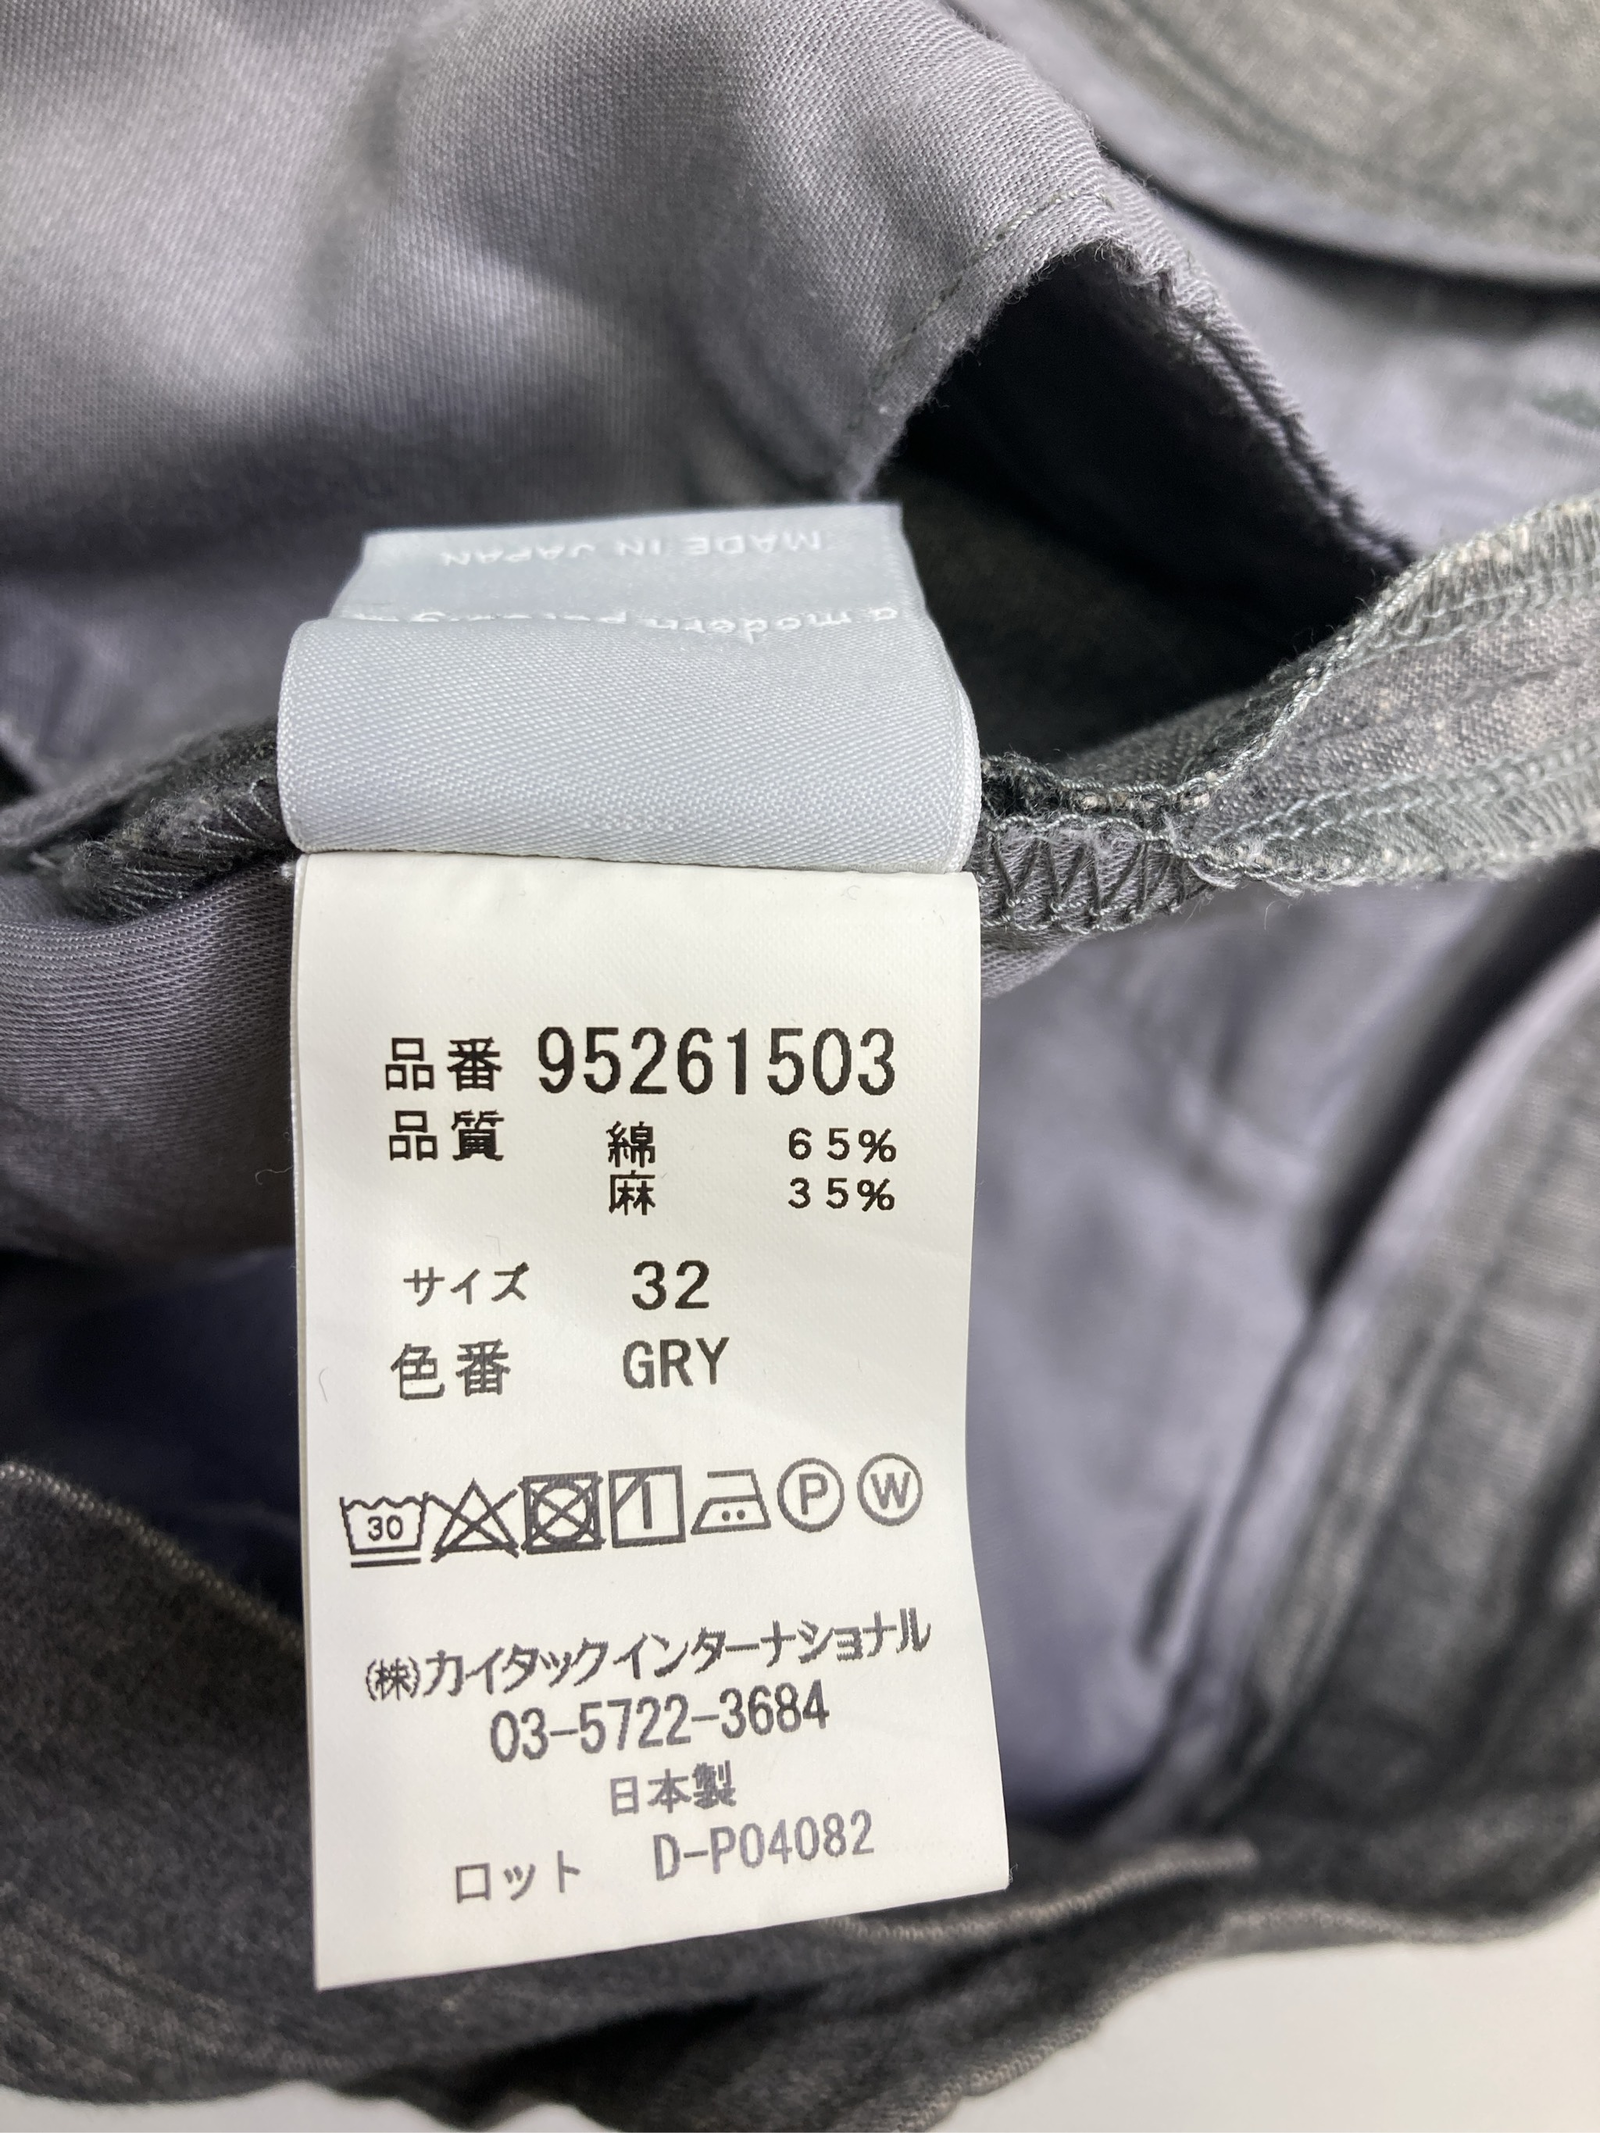 MADE IN JAPAN
a modern
品番 95261503
品質 綿 65%
麻 35%
サイズ 32
色番 GRY
30 P W
㈱カイタックインターナショナル
03-5722-3684
日本製
ロット D-P04082